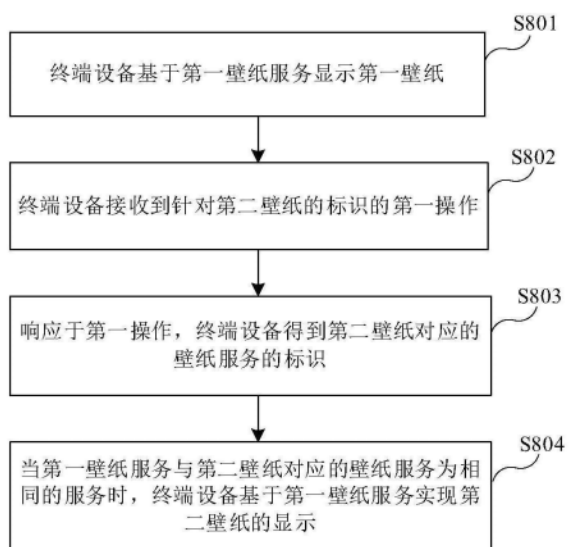 S801
终端设备基于第一壁纸服务显示第一壁纸
S802
终端设备接收到针对第二壁纸的标识的第一操作
S803
响应于第一操作，终端设备得到第二壁纸对应的
壁纸服务的标识
S804
当第一壁纸服务与第二壁纸对应的壁纸服务为相
同的服务时，终端设备基于第一壁纸服务实现第
二壁纸的显示